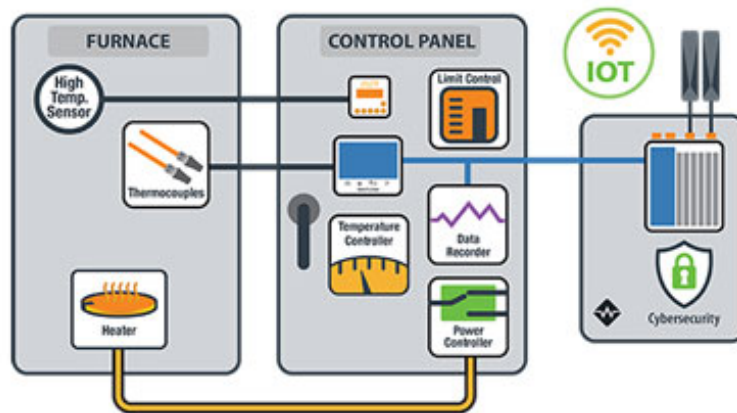 FURNACE
CONTROL PANEL
IOT
High
Temp.
Sensor
Limit Control
Thermocouples
Temperature
Controller
Data
Recorder
Heater
Power
Controller
Cybersecurity